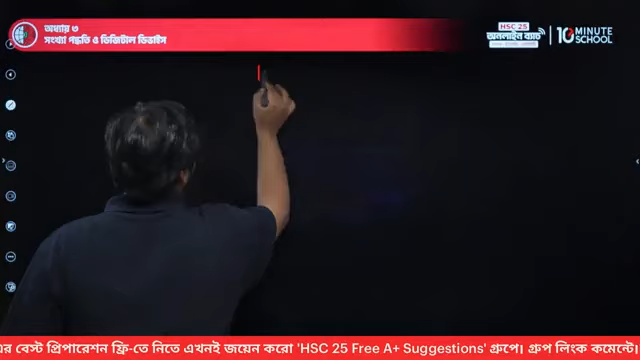 অধ্যায় ৩
সংখ্যা পদ্ধতি ও ডিজিটাল ডিভাইস
HSC 25
অনলাইন ব্যাচ
10 MINUTE SCHOOL
এর বেস্ট প্রিপারেশন ফ্রি-তে নিতে এখনই জয়েন করো 'HSC 25 Free A+ Suggestions' গ্রুপে। গ্রুপ লিংক কমেন্টে।